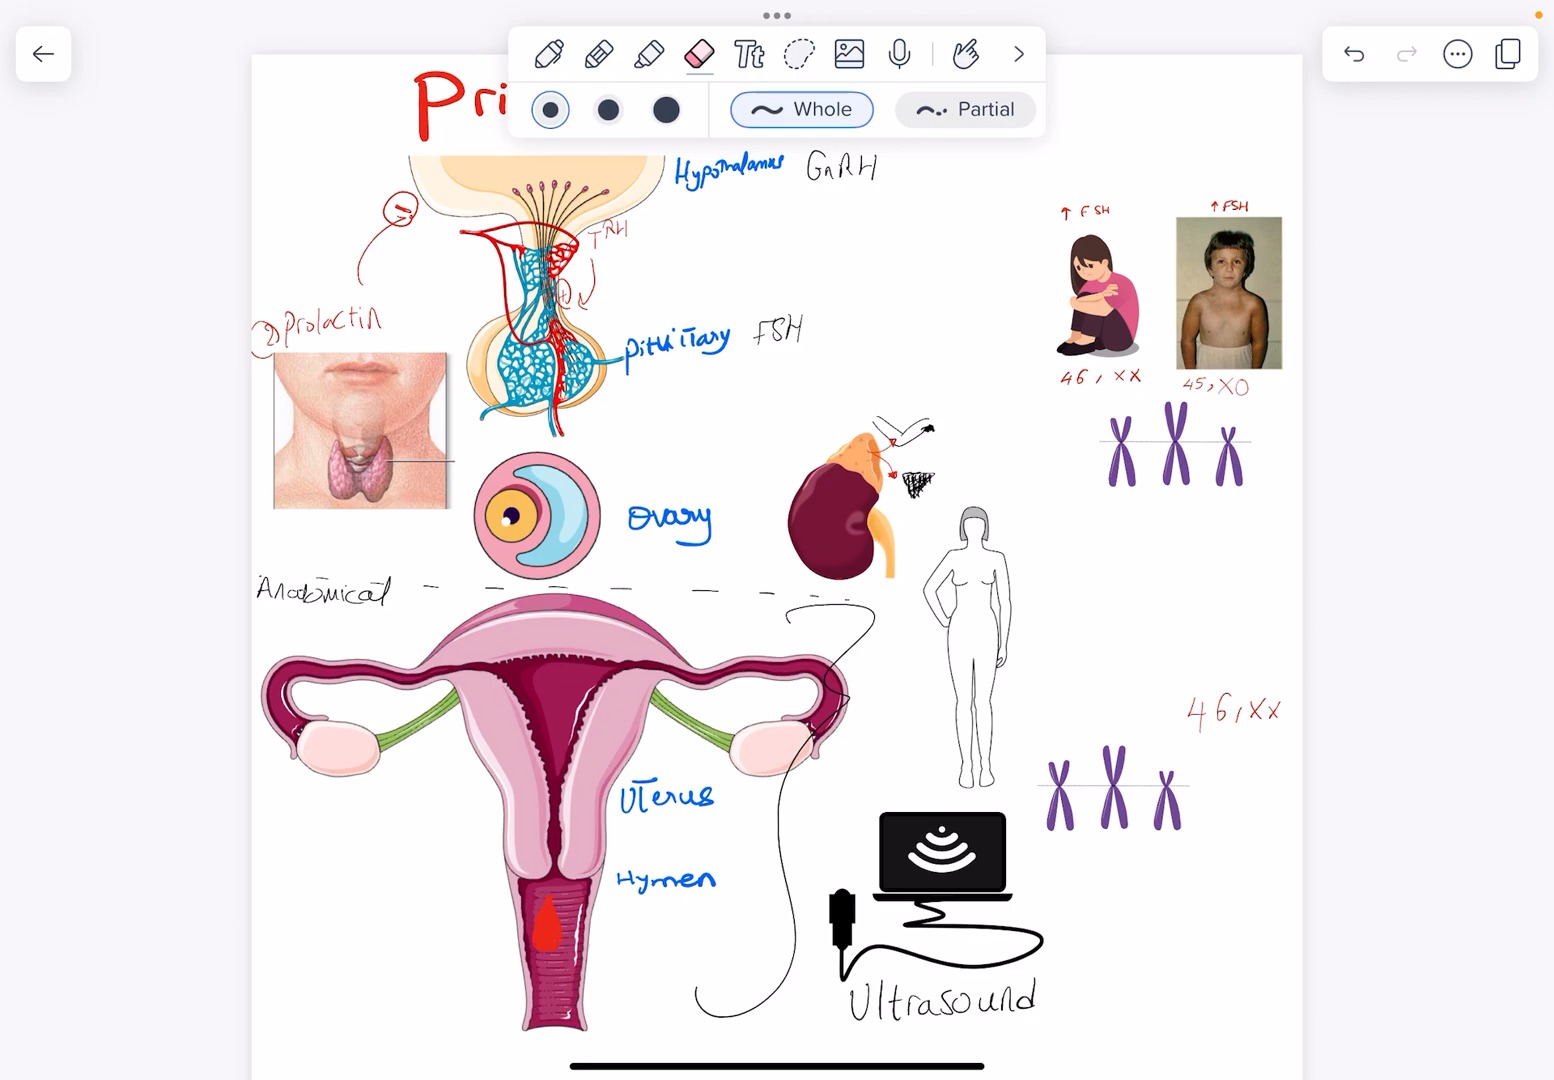 Tt
Whole
Partial
Pri
Hypothalamus GnRH
TRH
↑ FSH
↑ FSH
Prolactin
Pituitary FSH
46, XX
45, XO
Ovary
Anatomical
46, XX
Uterus
Hymen
Ultrasound